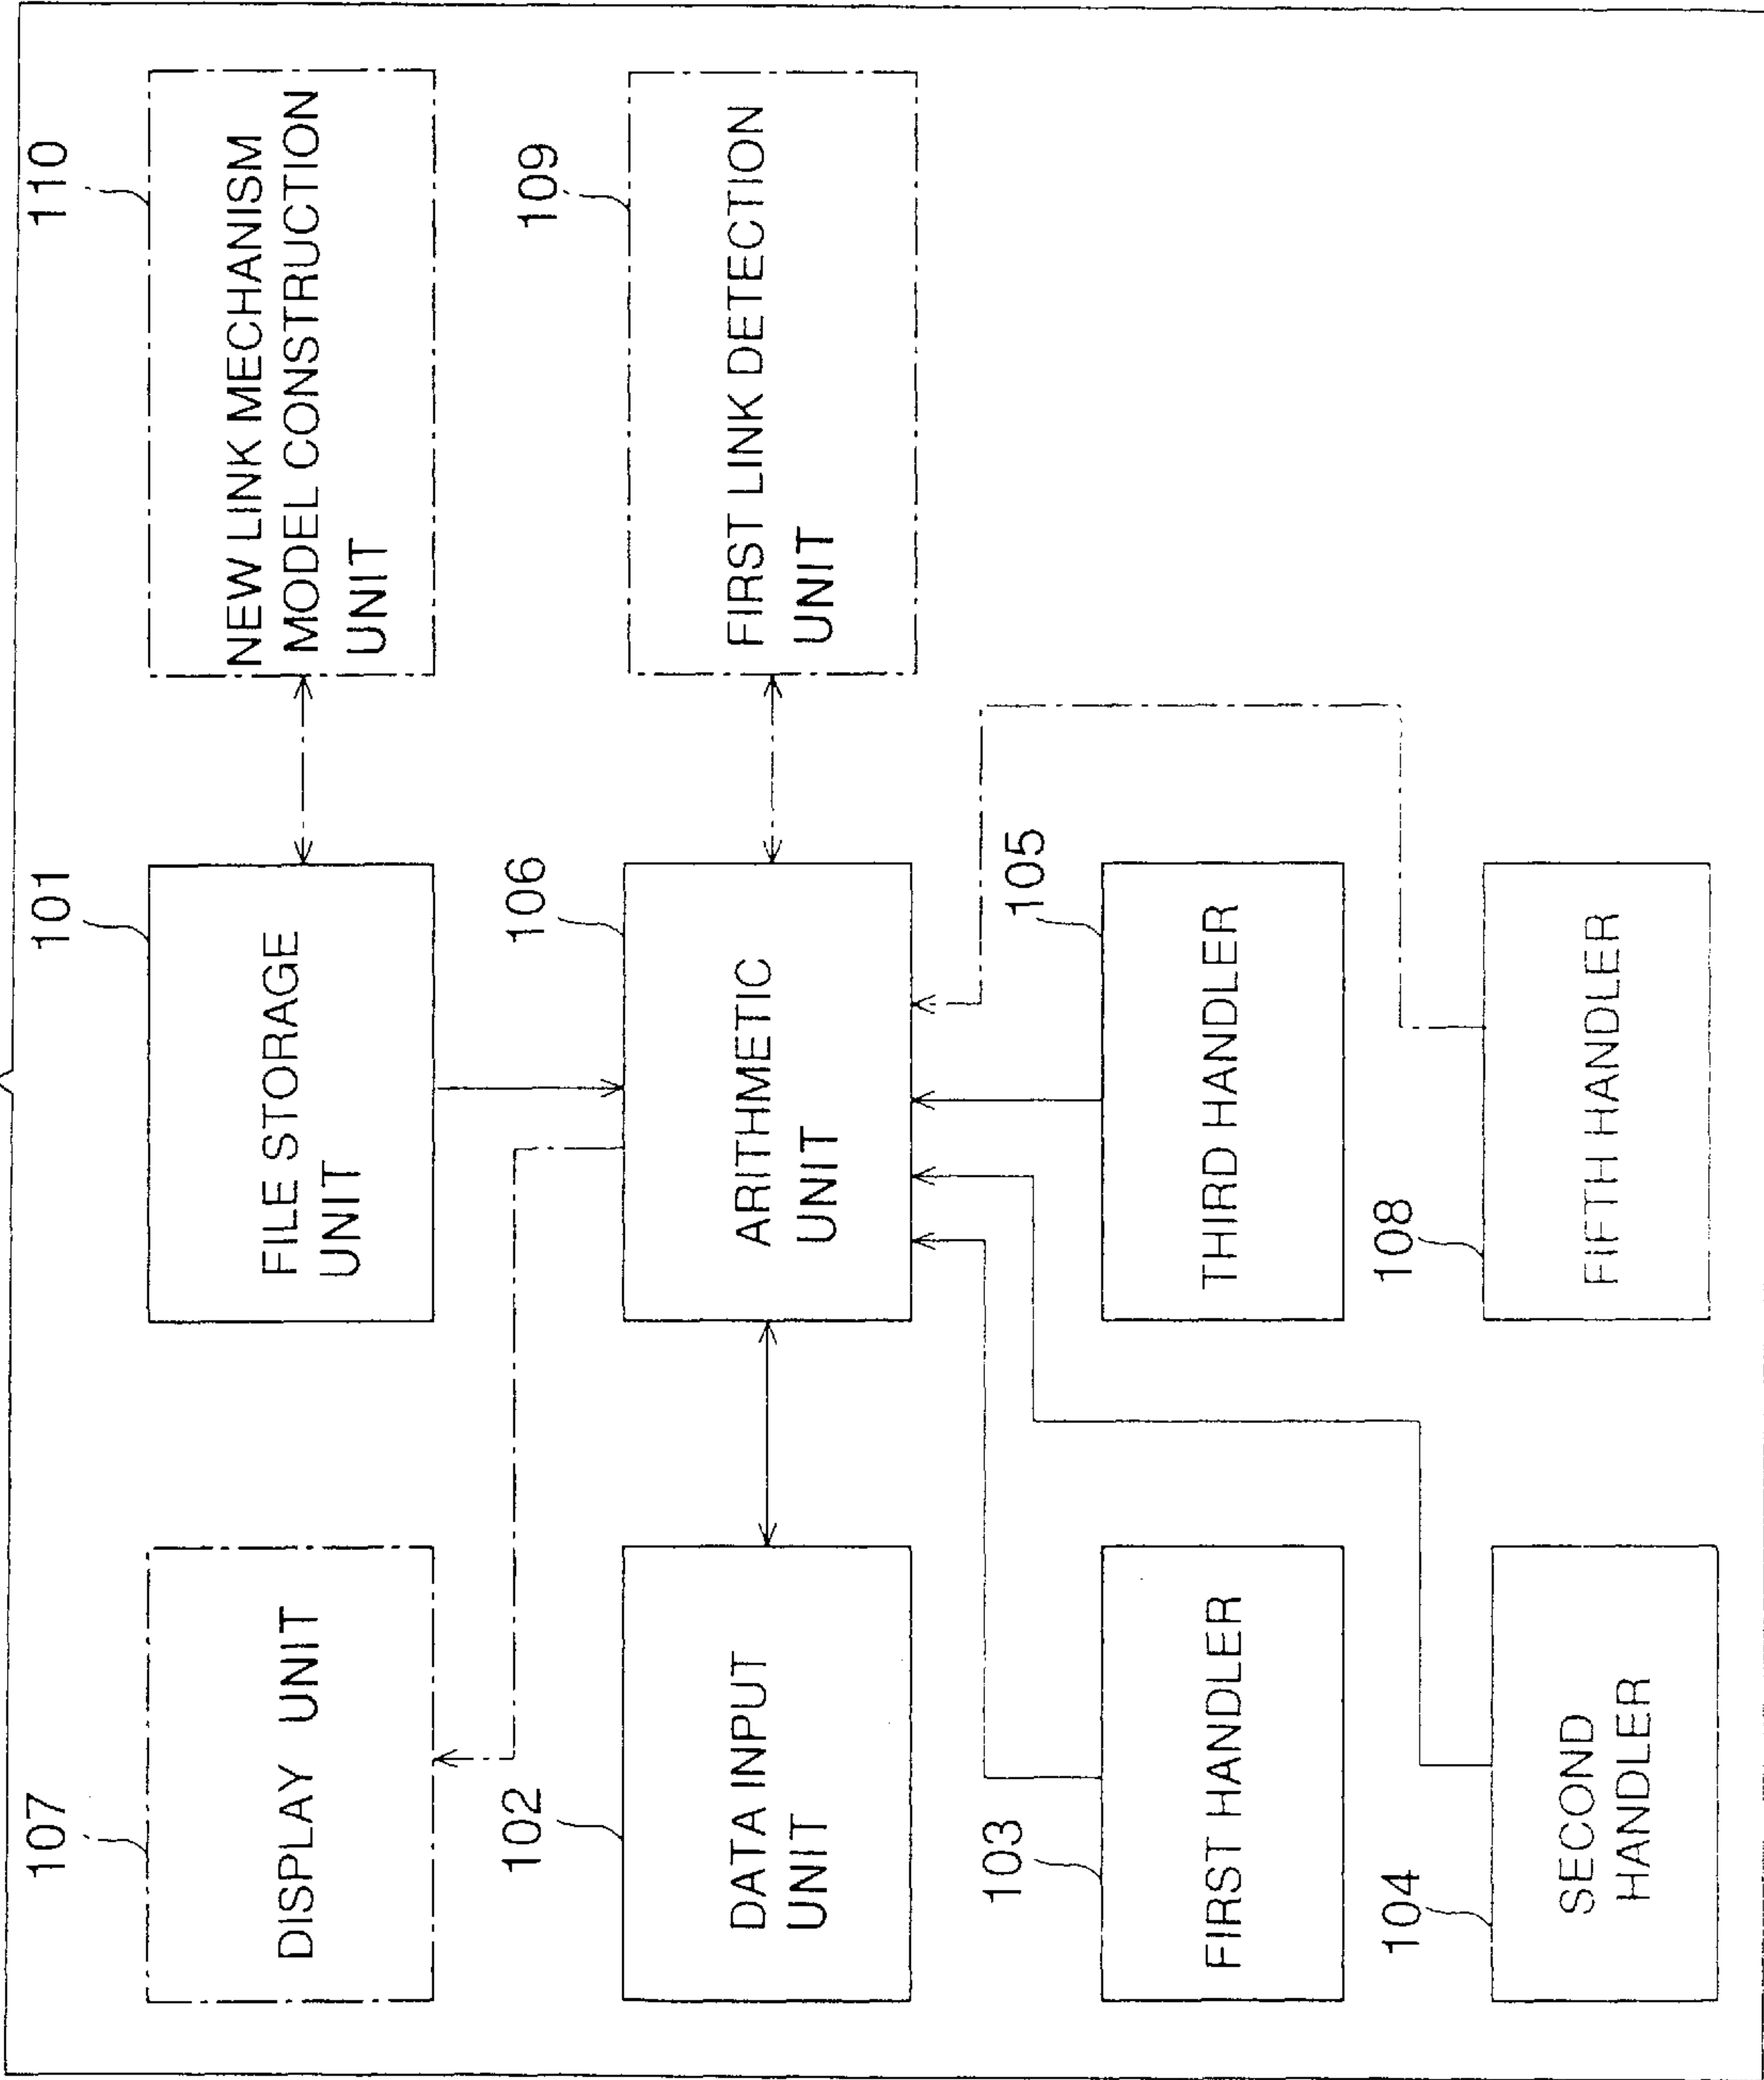 107
DISPLAY UNIT
101
FILE STORAGE
UNIT
110
NEW LINK MECHANISM
MODEL CONSTRUCTION
UNIT
102
DATA INPUT
UNIT
106
ARITHMETIC
UNIT
109
FIRST LINK DETECTION
UNIT
103
FIRST HANDLER
105
THIRD HANDLER
104
SECOND
HANDLER
108
FIFTH HANDLER